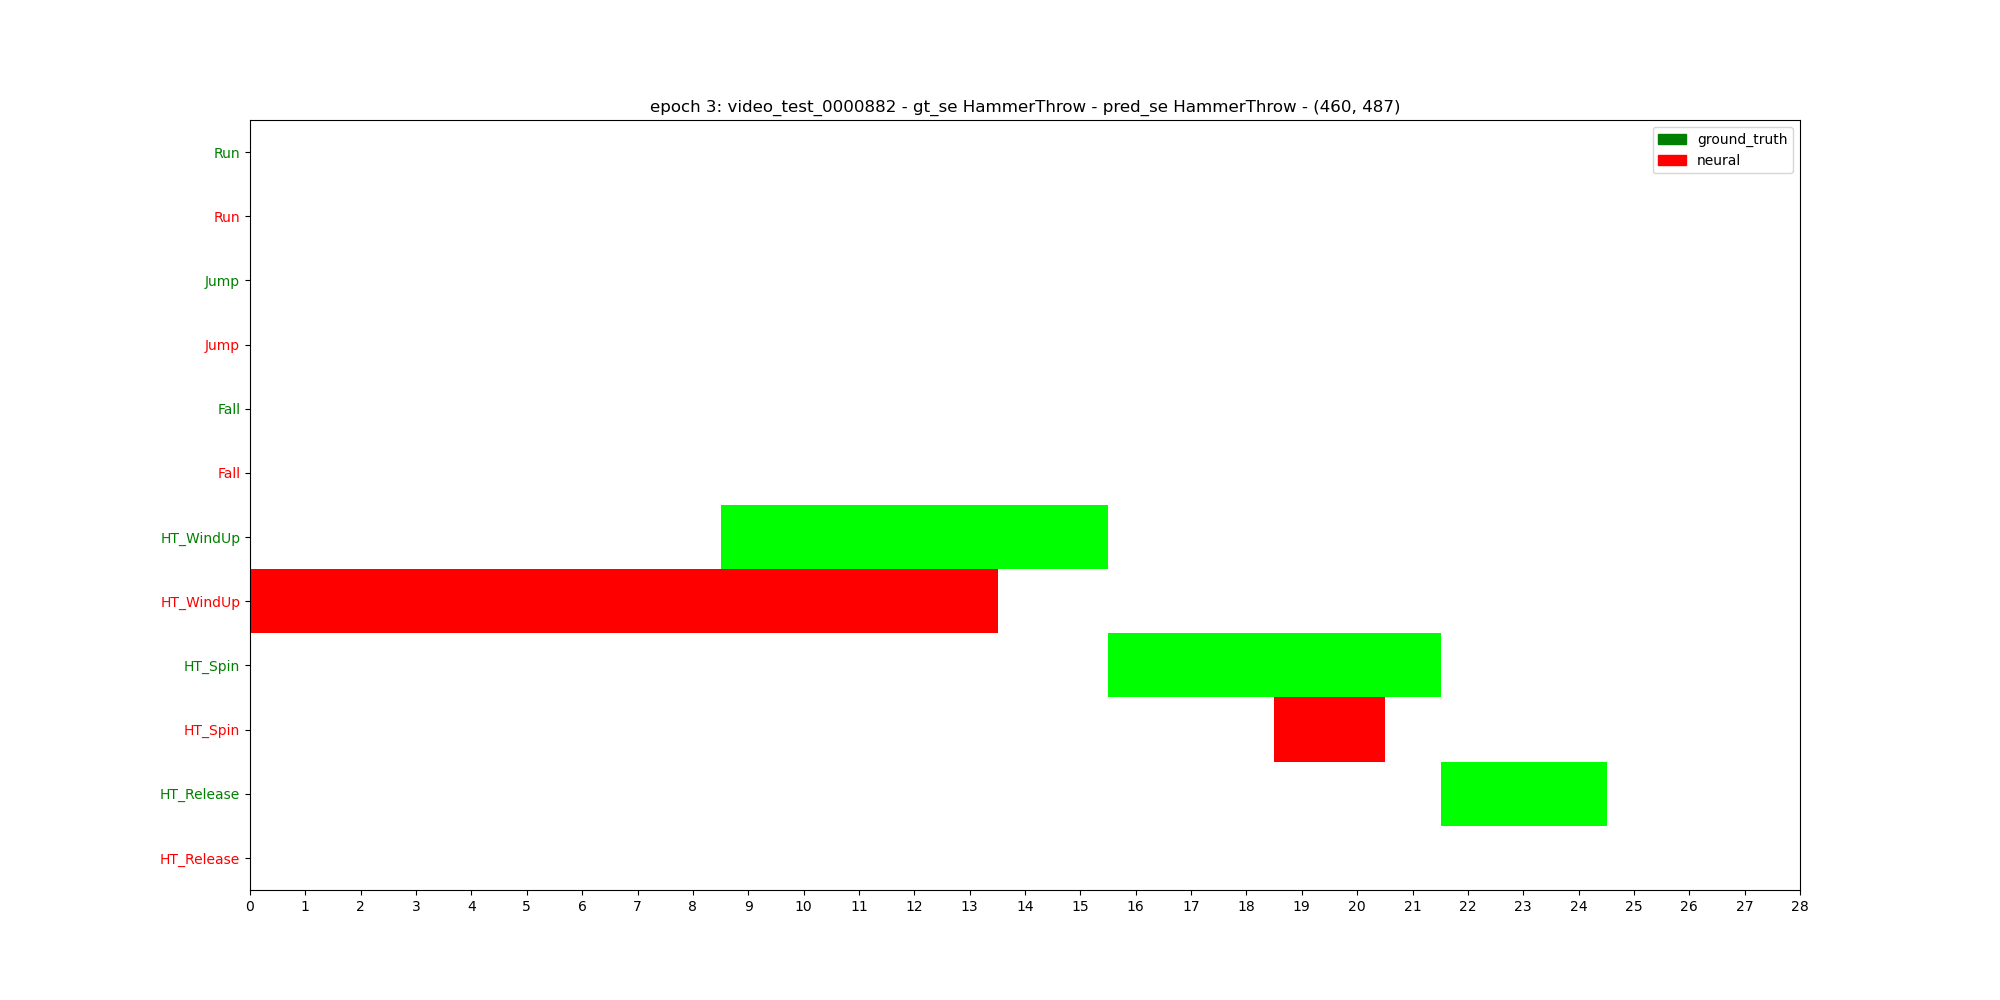 epoch 3: video_test_0000882 - gt_se HammerThrow - pred_se HammerThrow - (460, 487)
ground_truth
neural
Run
Run
Jump
Jump
Fall
Fall
HT_WindUp
HT_WindUp
HT_Spin
HT_Spin
HT_Release
HT_Release
0 1 2 3 4 5 6 7 8 9 10 11 12 13 14 15 16 17 18 19 20 21 22 23 24 25 26 27 28